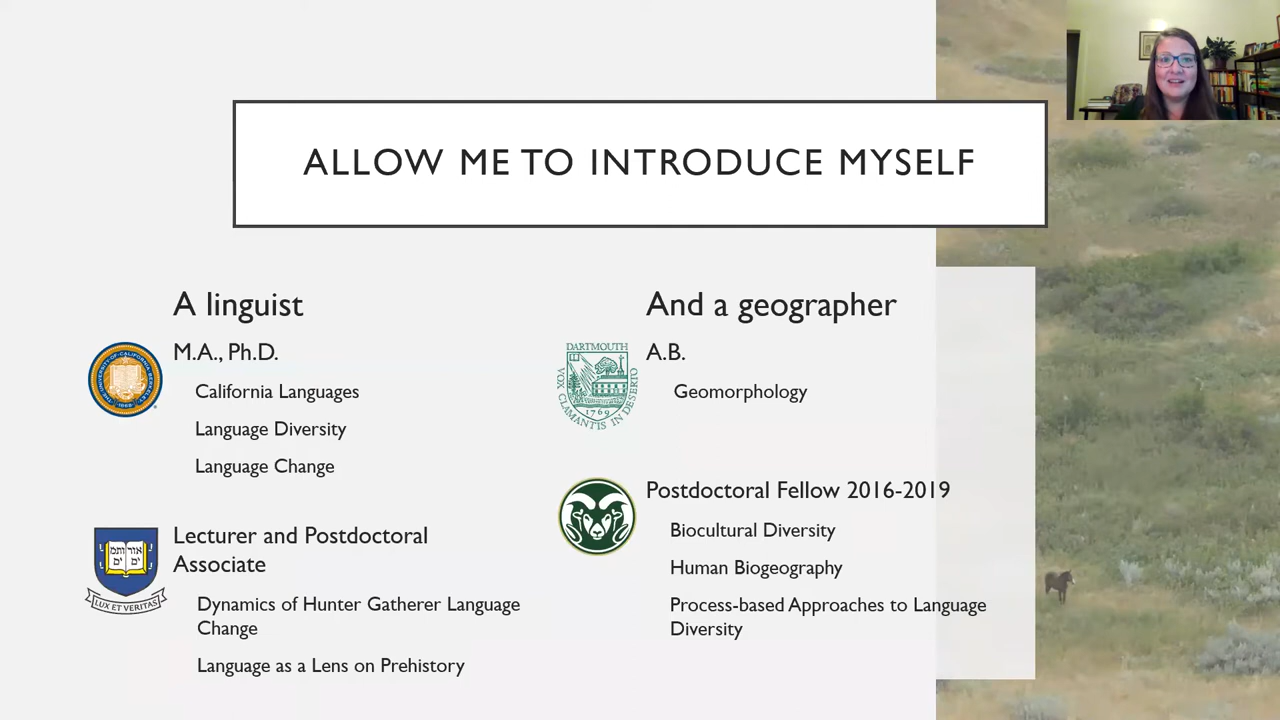 ALLOW ME TO INTRODUCE MYSELF
A linguist
M.A., Ph.D.
California Languages
Language Diversity
Language Change
Lecturer and Postdoctoral
Associate
Dynamics of Hunter Gatherer Language
Change
Language as a Lens on Prehistory
LUX ET VERITAS
And a geographer
DARTMOUTH
VOX CLAMANTIS IN DESERTO
1769
A.B.
Geomorphology
Postdoctoral Fellow 2016-2019
Biocultural Diversity
Human Biogeography
Process-based Approaches to Language
Diversity